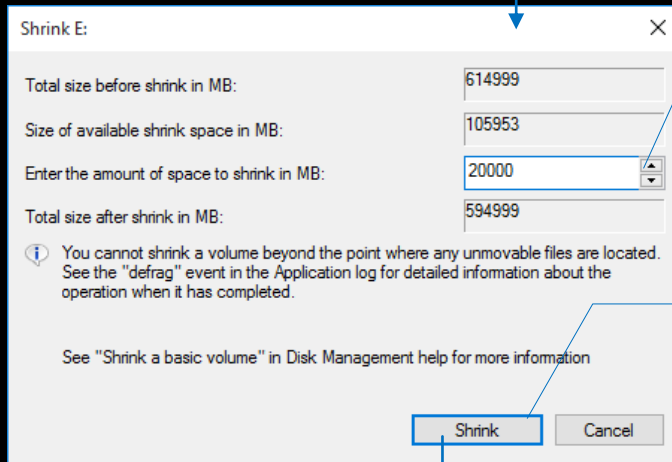 Shrink E:
Total size before shrink in MB: 614999
Size of available shrink space in MB: 105953
Enter the amount of space to shrink in MB: 20000
Total size after shrink in MB: 594999
You cannot shrink a volume beyond the point where any unmovable files are located.
See the "defrag" event in the Application log for detailed information about the
operation when it has completed.
See "Shrink a basic volume" in Disk Management help for more information
Shrink Cancel